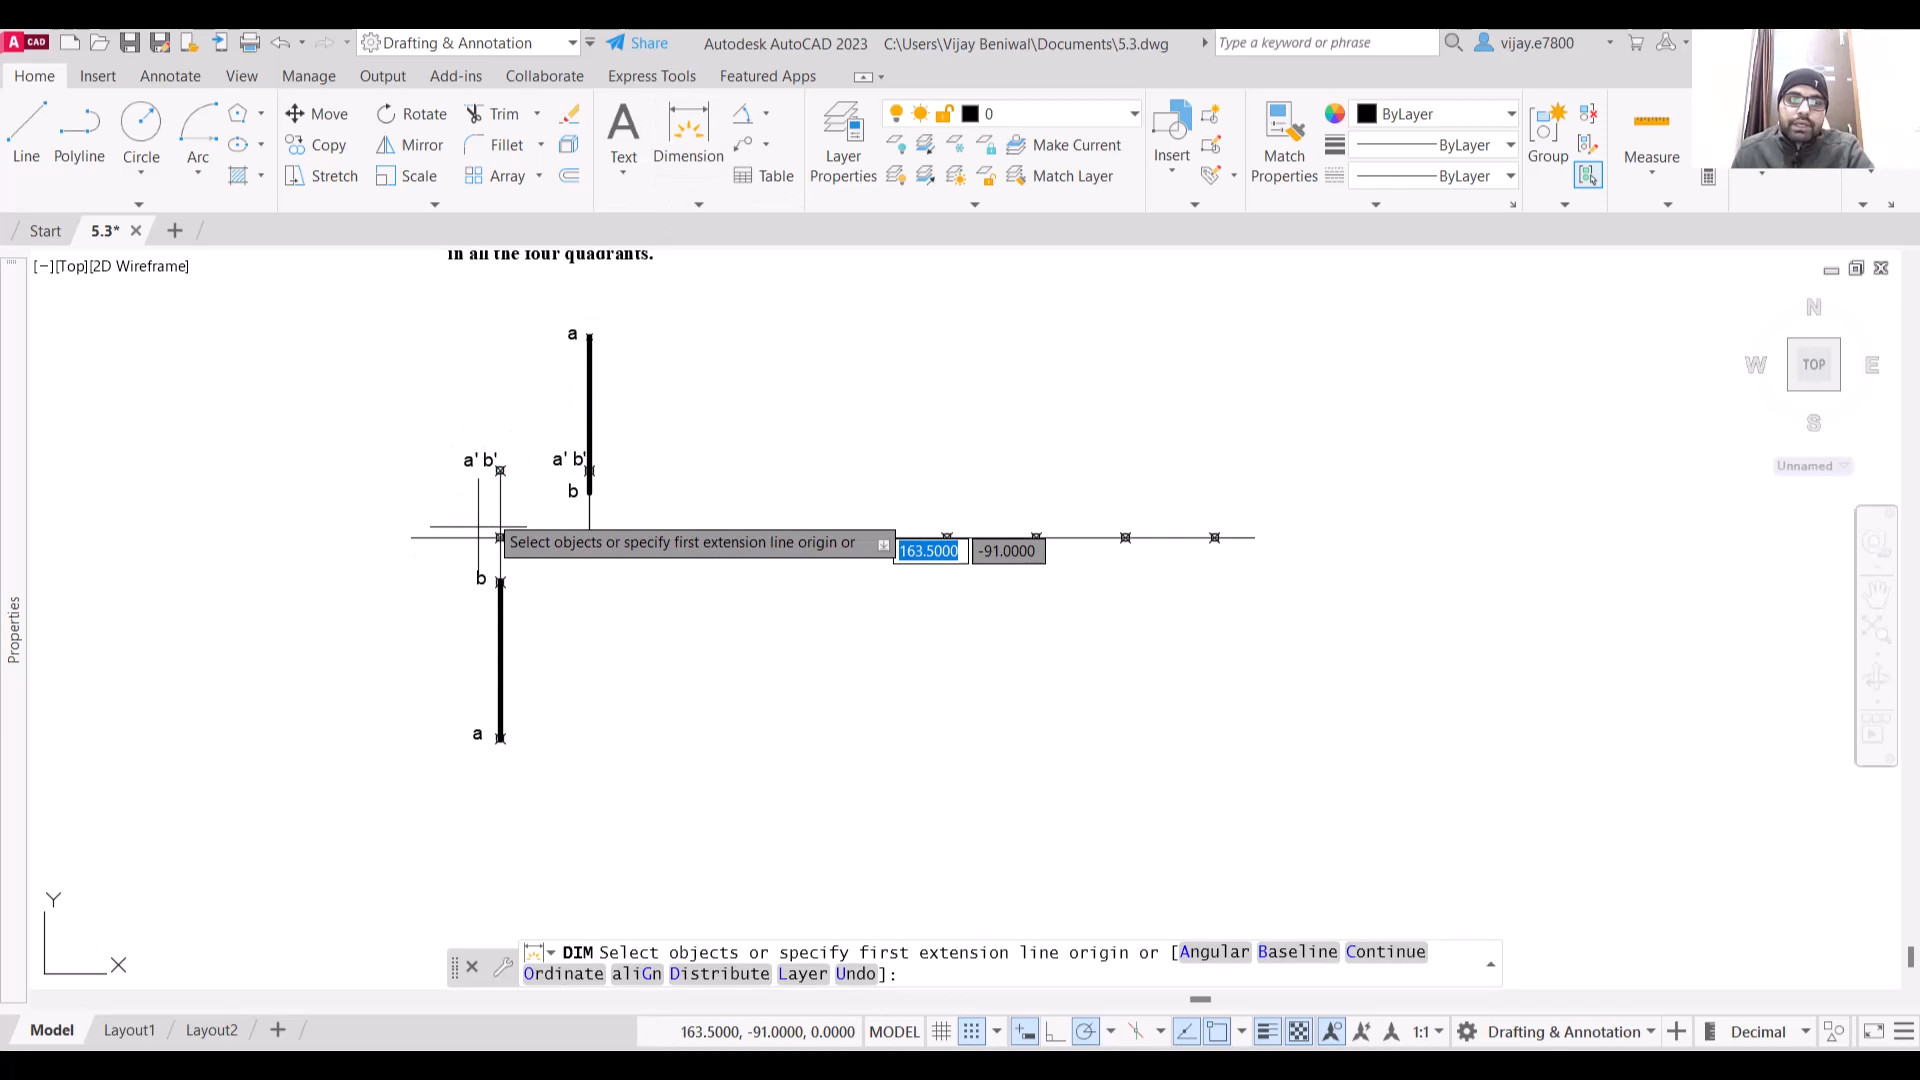 A CAD Drafting & Annotation Share Autodesk AutoCAD 2023 C:\Users\Vijay Beniwal\Documents\5.3.dwg Type a keyword or phrase vijay.e7800
Home Insert Annotate View Manage Output Add-ins Collaborate Express Tools Featured Apps
Move Rotate Trim 0 ByLayer
Copy Mirror Fillet Make Current ByLayer
Line Polyline Circle Arc Text Dimension Layer Properties Insert Match Properties Group Measure
Stretch Scale Array Table Match Layer ByLayer
Start 5.3*
in all the four quadrants.
[−][Top][2D Wireframe]
N
a
W TOP E
S
a' b' a' b'
Unnamed
b
Select objects or specify first extension line origin or 163.5000 -91.0000
b
Properties
a
Y
X
DIM Select objects or specify first extension line origin or [Angular Baseline Continue
Ordinate aliGn Distribute Layer Undo]:
Model Layout1 Layout2 163.5000, -91.0000, 0.0000 MODEL 1:1 Drafting & Annotation Decimal